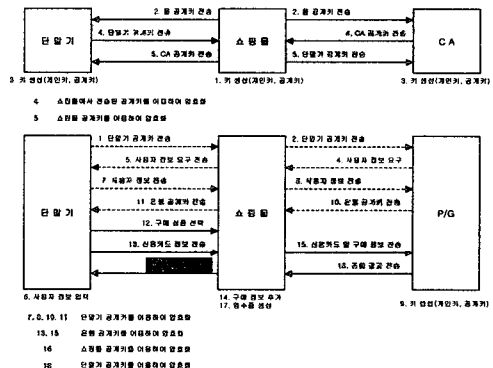 2. 몰 공개키 전송
2. 몰 공개키 전송
4. 단말기 공개키 전송
4. CA 공개키 전송
5. CA 공개키 전송
5. 단말기 공개키 전송
단말기
쇼핑몰
CA
3. 키 생성(개인키, 공개키)
1. 키 생성(개인키, 공개키)
3. 키 생성(개인키, 공개키)
4 쇼핑몰에서 전송된 공개키를 이용하여 암호화
5 쇼핑몰 공개키를 이용하여 암호화
1. 단말기 공개키 전송
2. 단말기 공개키 전송
5. 사용자 정보 요구 전송
4. 사용자 정보 요구
7. 사용자 정보 전송
8. 사용자 정보 전송
11. 은행 공개키 전송
10. 은행 공개키 전송
단말기
쇼핑몰
P/G
12. 구매 상품 선택
13. 신용카드 정보 전송
15. 신용카드 및 구매 정보 전송
16. 승인 결과 전송
6. 사용자 정보 입력
14. 구매 정보 추가
17. 영수증 생성
9. 키 생성(개인키, 공개키)
7, 8, 10, 11 단말기 공개키를 이용하여 암호화
13, 15 은행 공개키를 이용하여 암호화
16 쇼핑몰 공개키를 이용하여 암호화
18 단말기 공개키를 이용하여 암호화